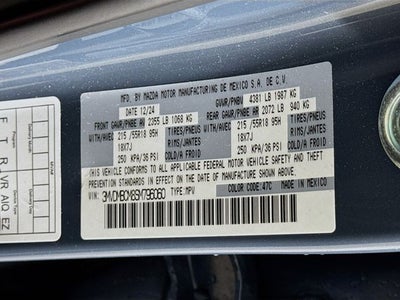 MFD. BY MAZDA MOTOR MANUFACTURING DE MEXICO S.A. DE C.V.
DATE: 12/24 GVWR/PNBV 4381 LB 1987 KG
FRONT GAWR/PNBE AV 2355 LB 1068 KG REAR GAWR/PNBE AR 2072 LB 940 KG
WITH/AVEC 215/55R18 95H TIRES/PNEUS WITH/AVEC 215/55R18 95H TIRES/PNEUS
18X7J RIMS/JANTES 18X7J RIMS/JANTES
250 KPA/36 PSI COLD/A FROID 250 KPA/36 PSI COLD/A FROID
THIS VEHICLE CONFORMS TO ALL APPLICABLE FEDERAL MOTOR VEHICLE SAFETY, BUMPER AND THEFT
PREVENTION STANDARDS IN EFFECT ON THE DATE OF MANUFACTURE SHOWN ABOVE.
VIN: TYPE: MPV COLOR CODE: 47C MADE IN MEXICO
F T R VR AIQ EZ